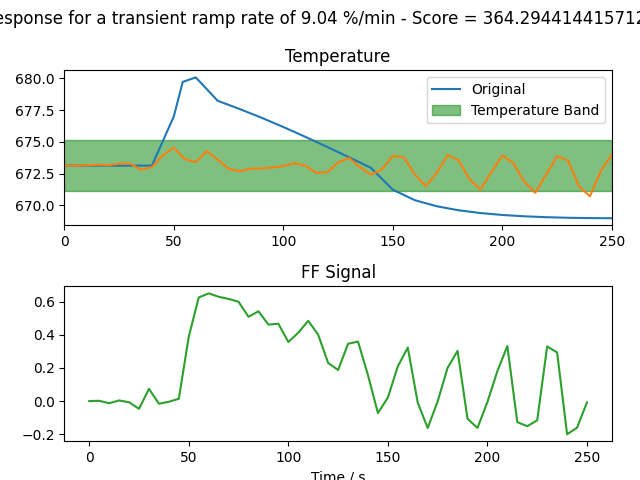 esponse for a transient ramp rate of 9.04 %/min - Score = 364.294414415712
Temperature
680.0
677.5
675.0
672.5
670.0
Original
Temperature Band
0 50 100 150 200 250
FF Signal
0.6
0.4
0.2
0.0
−0.2
0 50 100 150 200 250
Time / s